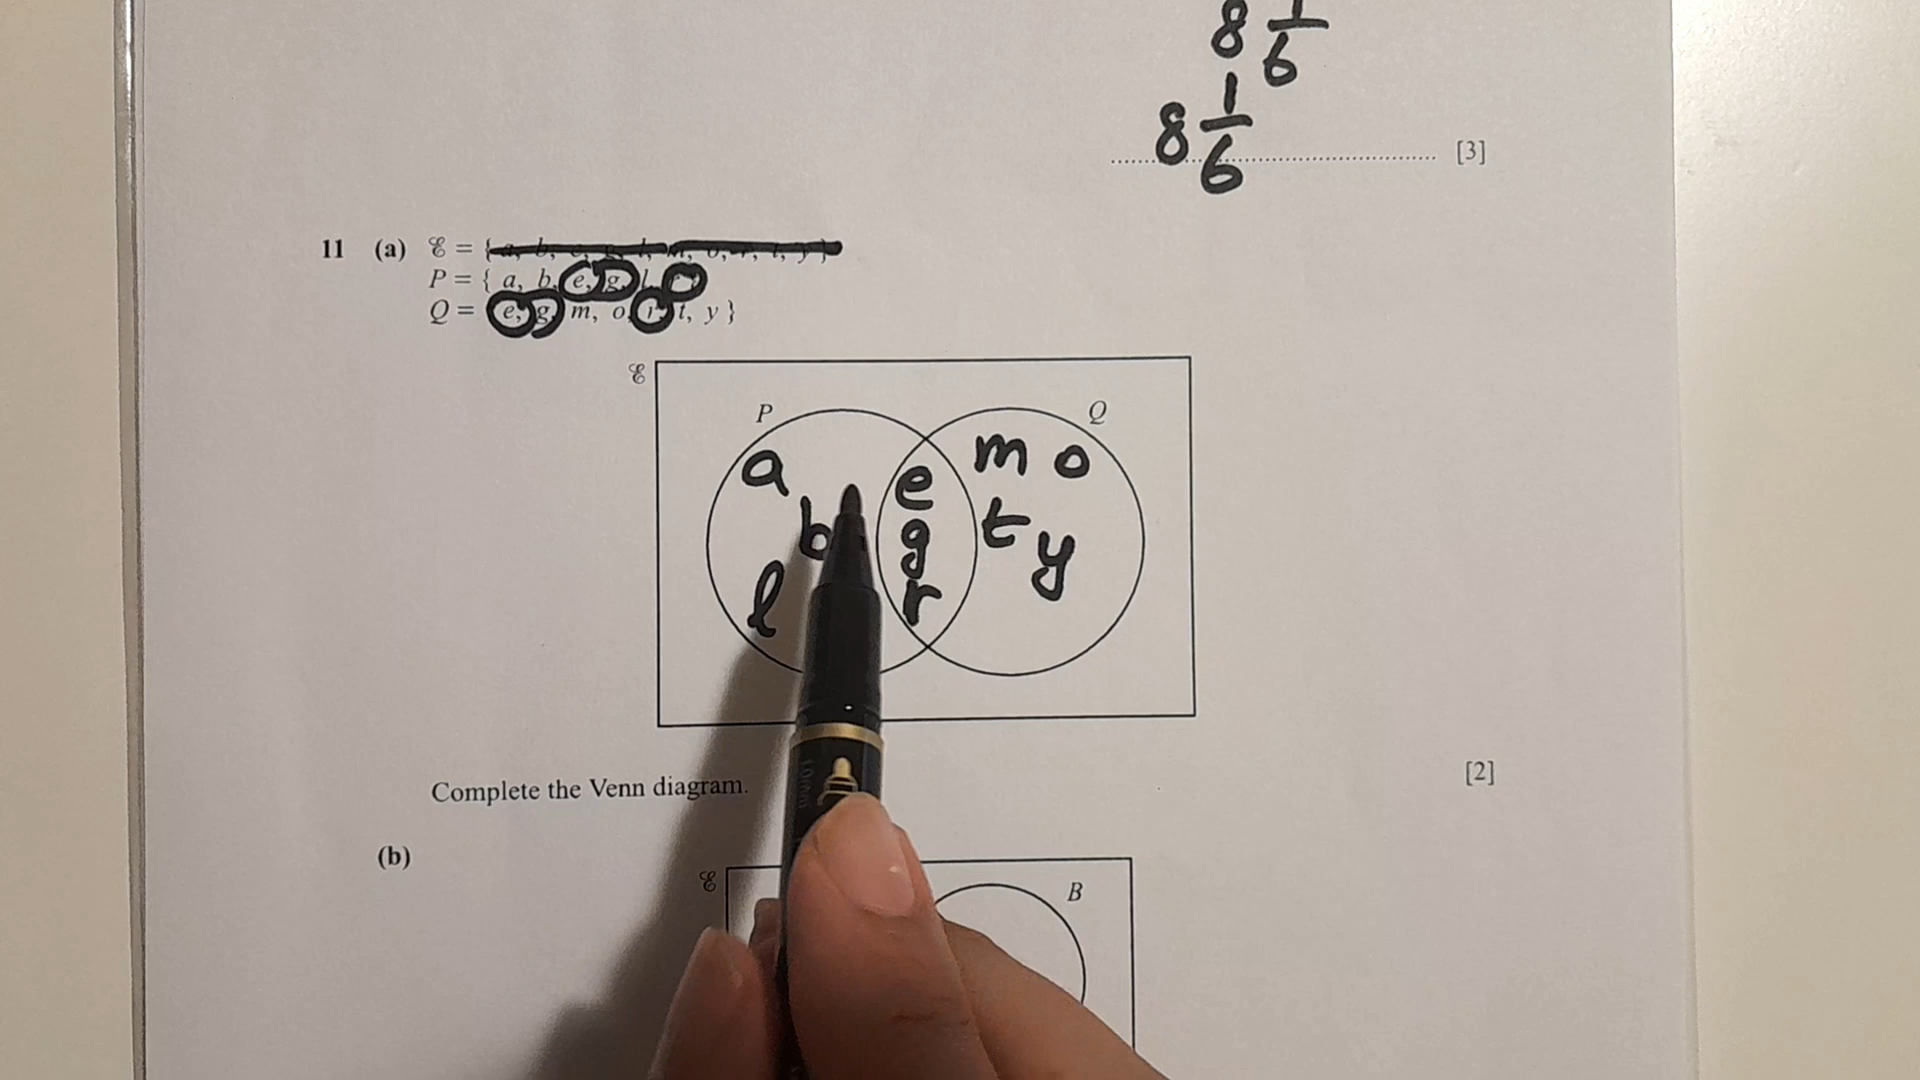 8 1/6
8 1/6
[3]
11 (a) ℰ = { a, b, e, g, l, m, o, r, t, y }
P = { a, b, e, g, l,
Q = e, g, m, o, r, t, y }
ℰ
P Q
a e m o
b g t y
l r
Complete the Venn diagram. [2]
(b)
ℰ B